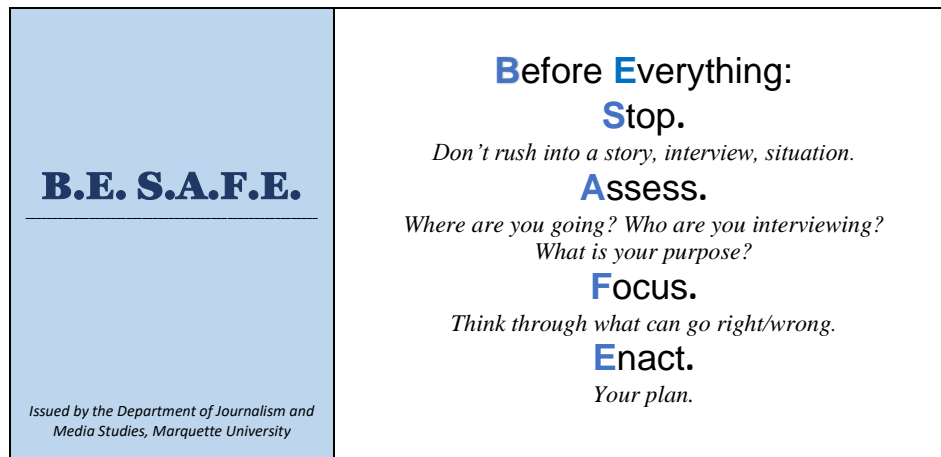 B.E. S.A.F.E.
Issued by the Department of Journalism and
Media Studies, Marquette University
Before Everything:
Stop.
Don’t rush into a story, interview, situation.
Assess.
Where are you going? Who are you interviewing?
What is your purpose?
Focus.
Think through what can go right/wrong.
Enact.
Your plan.